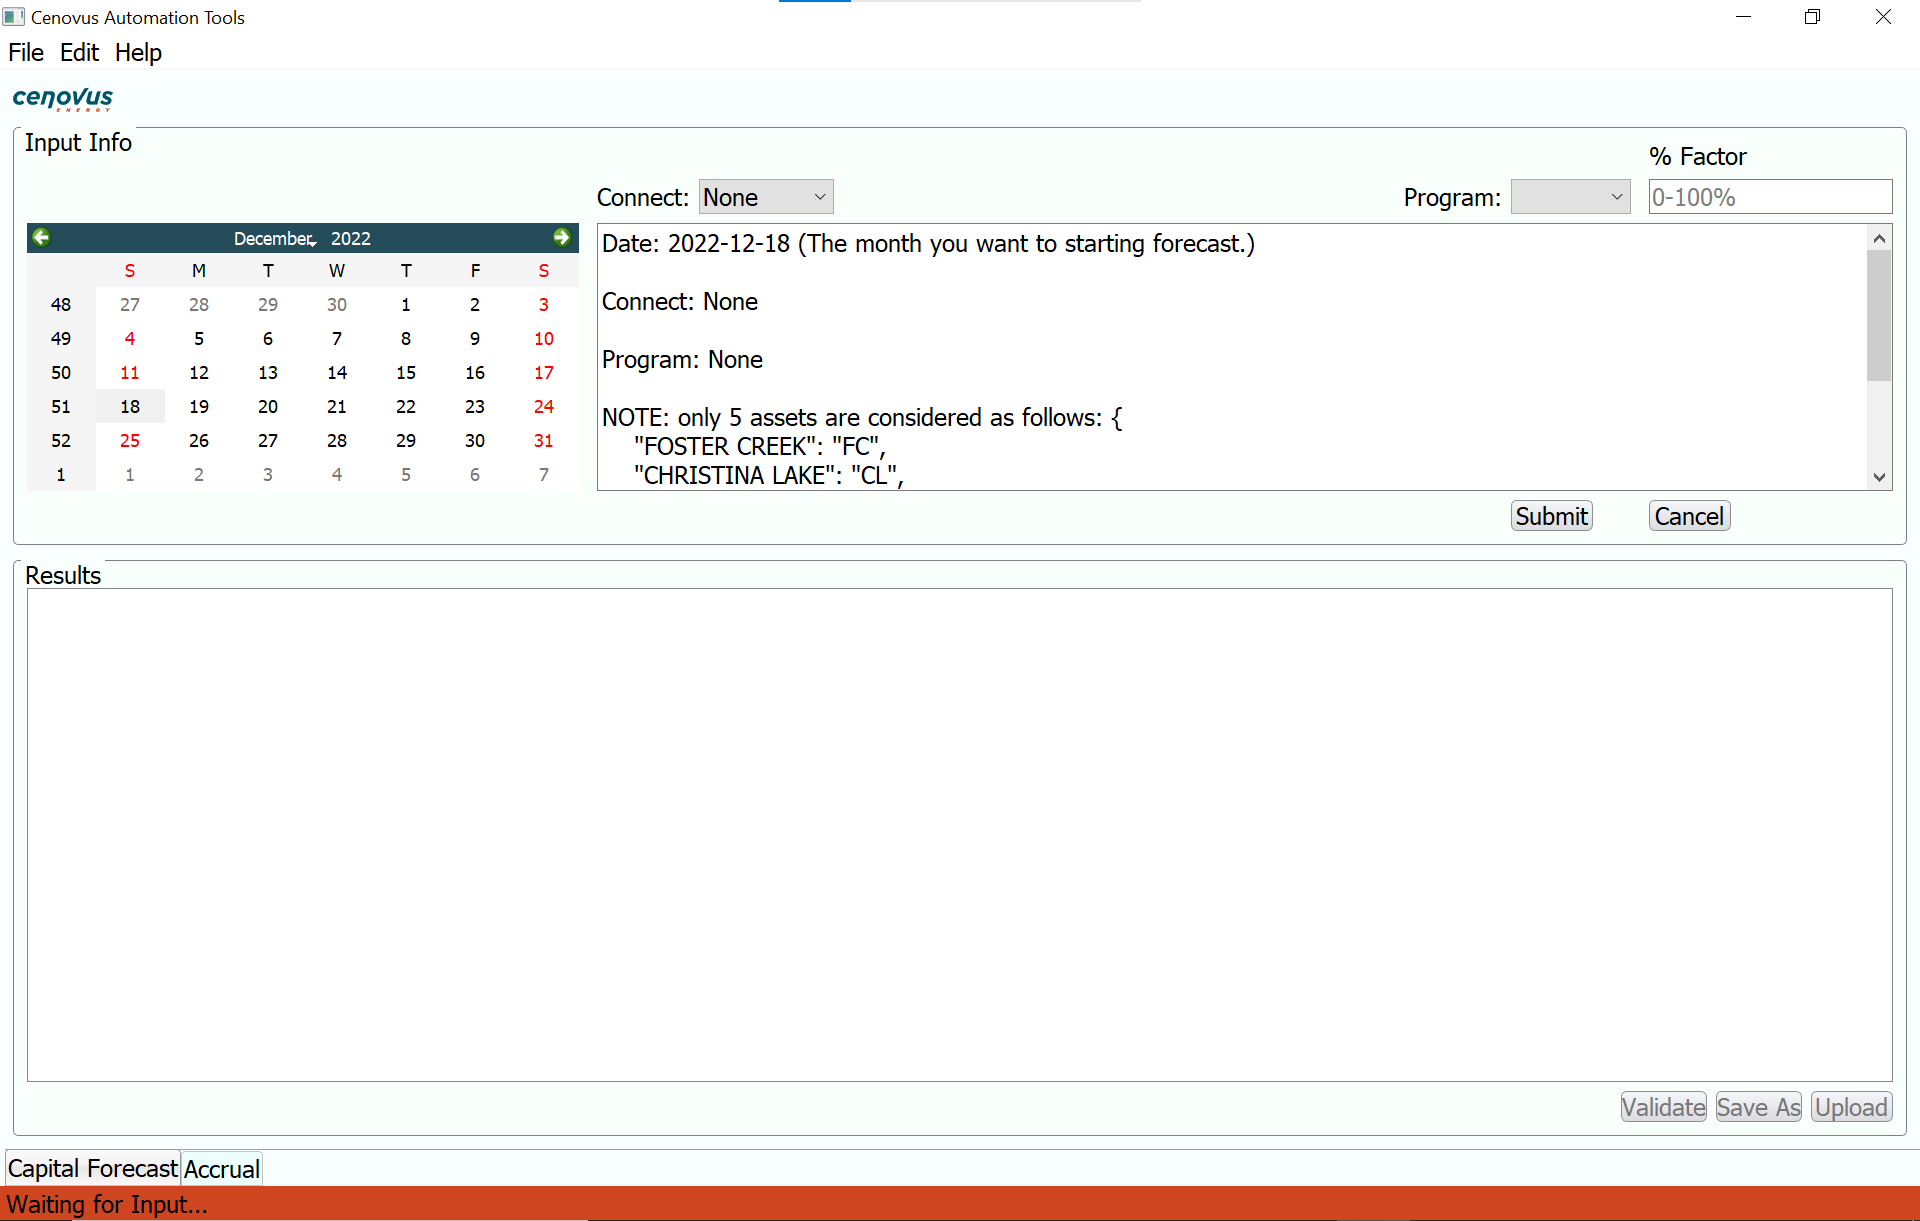 Cenovus Automation Tools
File Edit Help
cenovus
ENERGY
Input Info
% Factor
Connect: None Program: 0-100%
December 2022
S M T W T F S
48 27 28 29 30 1 2 3
49 4 5 6 7 8 9 10
50 11 12 13 14 15 16 17
51 18 19 20 21 22 23 24
52 25 26 27 28 29 30 31
1 1 2 3 4 5 6 7
Date: 2022-12-18 (The month you want to starting forecast.)
Connect: None
Program: None
NOTE: only 5 assets are considered as follows: {
"FOSTER CREEK": "FC",
"CHRISTINA LAKE": "CL",
Submit Cancel
Results
Validate Save As Upload
Capital Forecast Accrual
Waiting for Input...